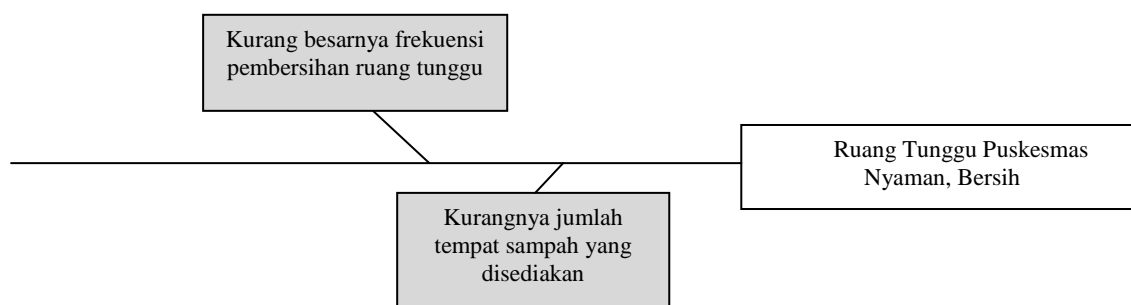 Kurang besarnya frekuensi
pembersihan ruang tunggu
Ruang Tunggu Puskesmas
Nyaman, Bersih
Kurangnya jumlah
tempat sampah yang
disediakan